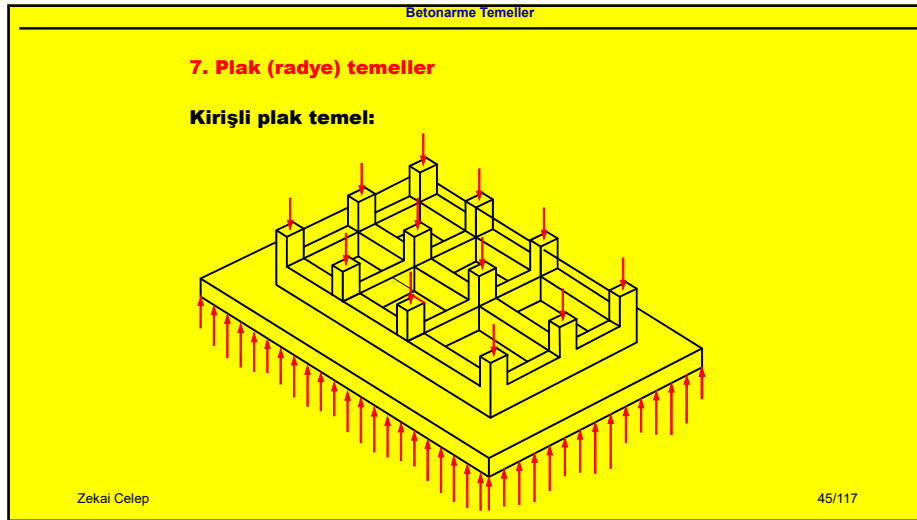 Betonarme Temeller
7. Plak (radye) temeller
Kirişli plak temel:
Zekai Celep
45/117